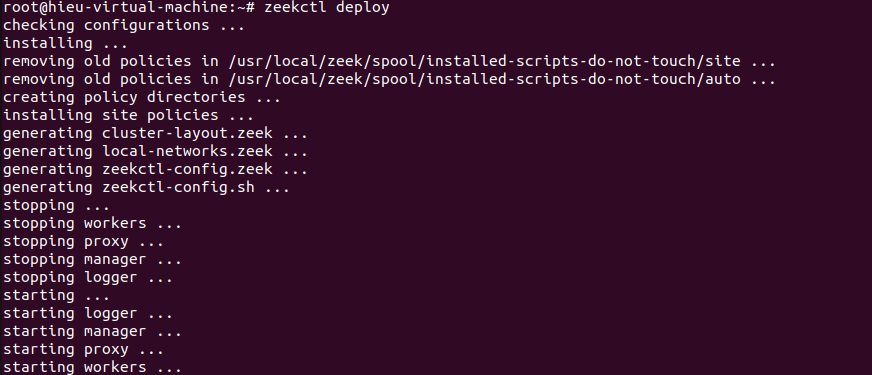 root@hieu-virtual-machine:~# zeekctl deploy
checking configurations ...
installing ...
removing old policies in /usr/local/zeek/spool/installed-scripts-do-not-touch/site ...
removing old policies in /usr/local/zeek/spool/installed-scripts-do-not-touch/auto ...
creating policy directories ...
installing site policies ...
generating cluster-layout.zeek ...
generating local-networks.zeek ...
generating zeekctl-config.zeek ...
generating zeekctl-config.sh ...
stopping ...
stopping workers ...
stopping proxy ...
stopping manager ...
stopping logger ...
starting ...
starting logger ...
starting manager ...
starting proxy ...
starting workers ...